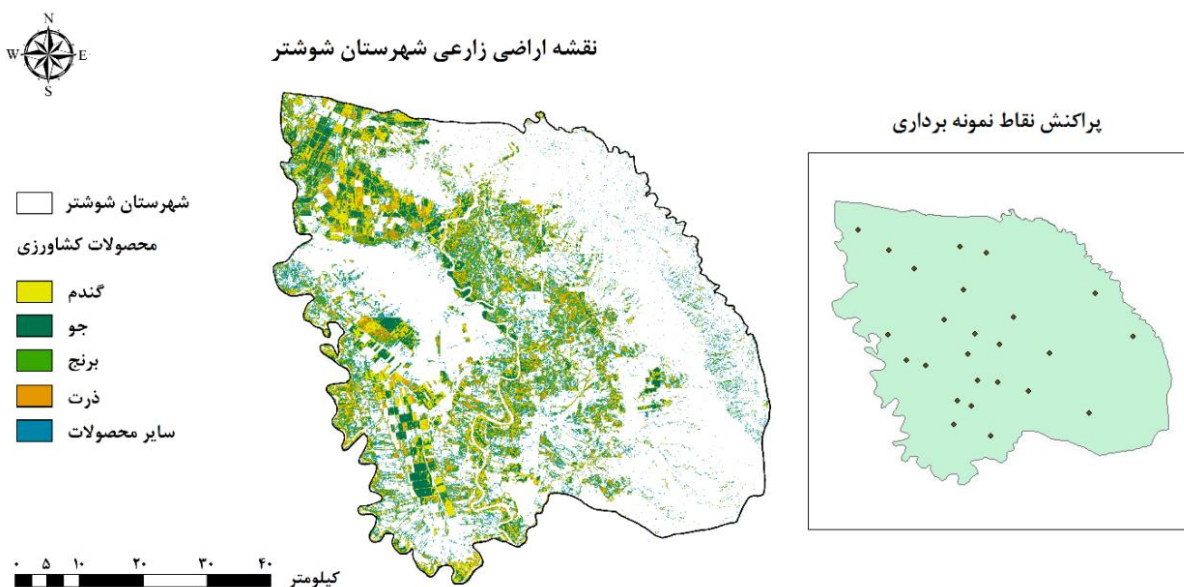 N
W E
S
نقشه اراضی زارعی شهرستان شوشتر
پراکنش نقاط نمونه برداری
شهرستان شوشتر
محصولات کشاورزی
گندم
جو
برنج
ذرت
سایر محصولات
۰ ۵ ۱۰ ۲۰ ۳۰ ۴۰
کیلومتر